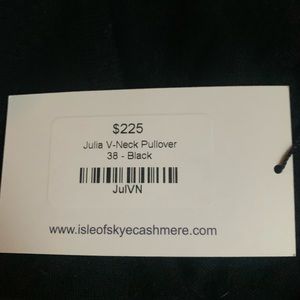 $225
Julia V-Neck Pullover
38 - Black
JulVN
www.isleofskyecashmere.com